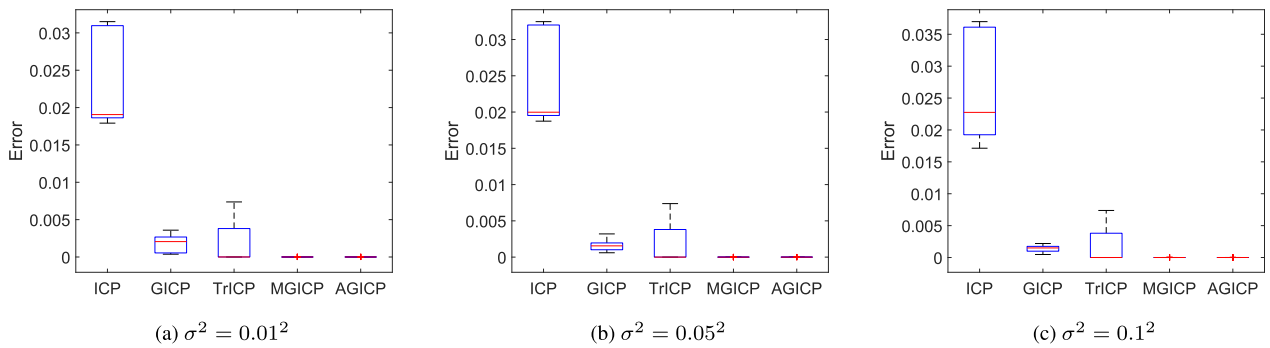 Error
0.03
0.025
0.02
0.015
0.01
0.005
0
ICP GICP TrICP MGICP AGICP
(a) σ² = 0.01²
Error
0.03
0.025
0.02
0.015
0.01
0.005
0
ICP GICP TrICP MGICP AGICP
(b) σ² = 0.05²
Error
0.035
0.03
0.025
0.02
0.015
0.01
0.005
0
ICP GICP TrICP MGICP AGICP
(c) σ² = 0.1²